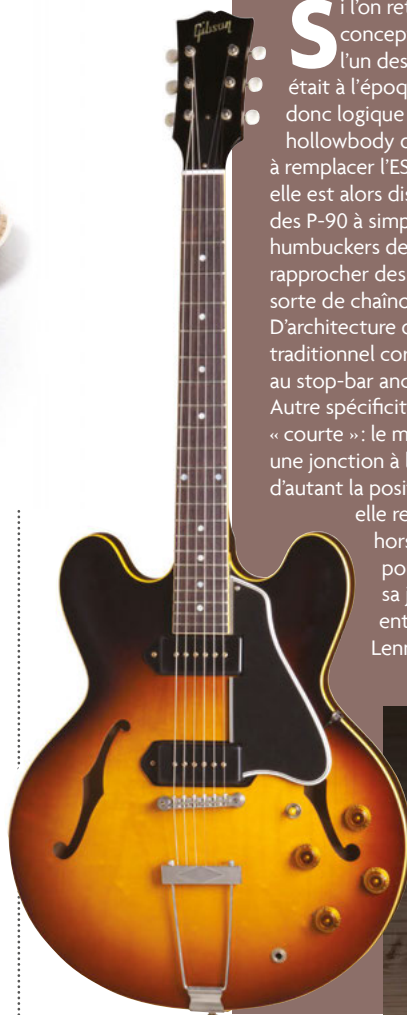 Gibson
Si l'on
concep
l'un des
était à l'époq
donc logique
hollowbody
à remplacer l'ES
elle est alors dis
des P-90 à simp
humbuckers de
rapprocher des
sorte de chaîno
D'architecture
traditionnel con
au stop-bar anc
Autre spécificit
« courte » : le m
une jonction à l
d'autant la posi
elle re
hors
po
sa j
ent
Lenn